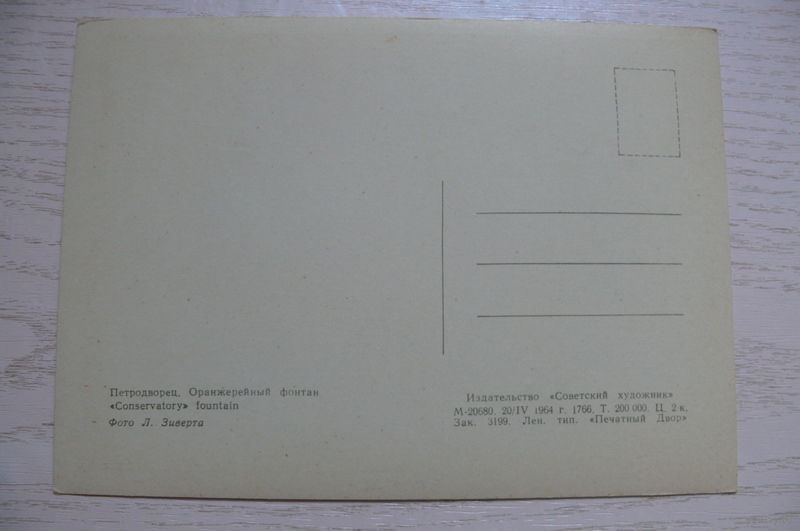 Петродворец. Оранжерейный фонтан
«Conservatory» fountain
Фото Л. Зиверта
Издательство «Советский художник»
М-20680. 20/IV 1964 г. 1766. Т. 200 000. Ц. 2 к.
Зак. 3199. Лен. тип. «Печатный Двор»